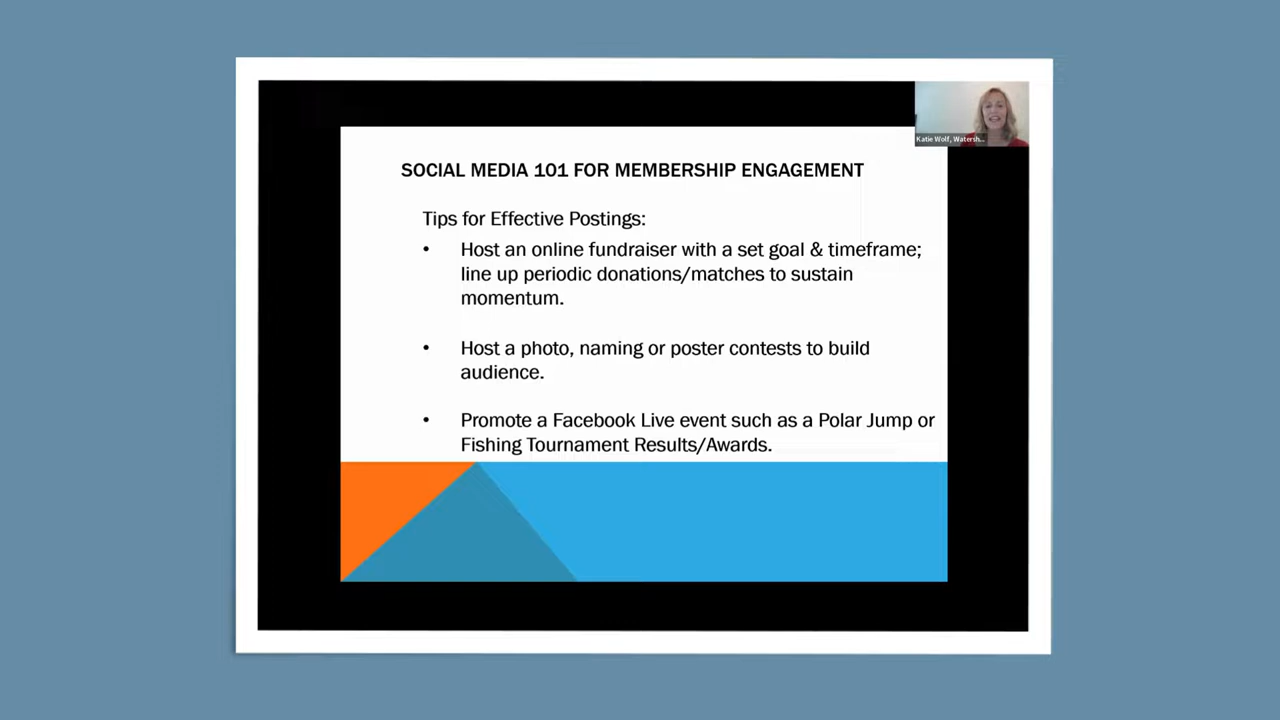 Katie Wolf, Watersh...
SOCIAL MEDIA 101 FOR MEMBERSHIP ENGAGEMENT
Tips for Effective Postings:
• Host an online fundraiser with a set goal & timeframe;
line up periodic donations/matches to sustain
momentum.
• Host a photo, naming or poster contests to build
audience.
• Promote a Facebook Live event such as a Polar Jump or
Fishing Tournament Results/Awards.